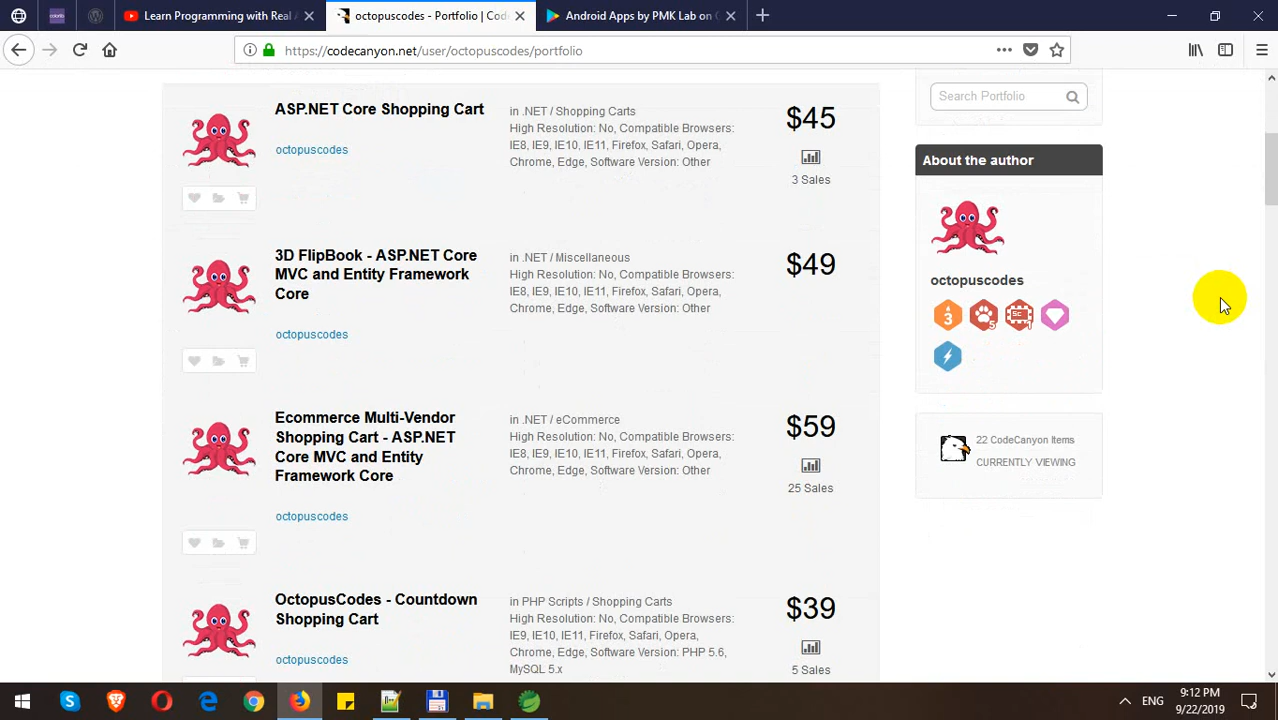 Learn Programming with Real A
octopuscodes - Portfolio | Code
Android Apps by PMK Lab on G
https://codecanyon.net/user/octopuscodes/portfolio
ASP.NET Core Shopping Cart
octopuscodes
in .NET / Shopping Carts
High Resolution: No, Compatible Browsers:
IE8, IE9, IE10, IE11, Firefox, Safari, Opera,
Chrome, Edge, Software Version: Other
$45
3 Sales
3D FlipBook - ASP.NET Core
MVC and Entity Framework
Core
octopuscodes
in .NET / Miscellaneous
High Resolution: No, Compatible Browsers:
IE8, IE9, IE10, IE11, Firefox, Safari, Opera,
Chrome, Edge, Software Version: Other
$49
Ecommerce Multi-Vendor
Shopping Cart - ASP.NET
Core MVC and Entity
Framework Core
octopuscodes
in .NET / eCommerce
High Resolution: No, Compatible Browsers:
IE8, IE9, IE10, IE11, Firefox, Safari, Opera,
Chrome, Edge, Software Version: Other
$59
25 Sales
OctopusCodes - Countdown
Shopping Cart
octopuscodes
in PHP Scripts / Shopping Carts
High Resolution: No, Compatible Browsers:
IE9, IE10, IE11, Firefox, Safari, Opera,
Chrome, Edge, Software Version: PHP 5.6,
MySQL 5.x
$39
5 Sales
Search Portfolio
About the author
octopuscodes
3
5
Sc
1
22 CodeCanyon Items
CURRENTLY VIEWING
ENG
9:12 PM
9/22/2019